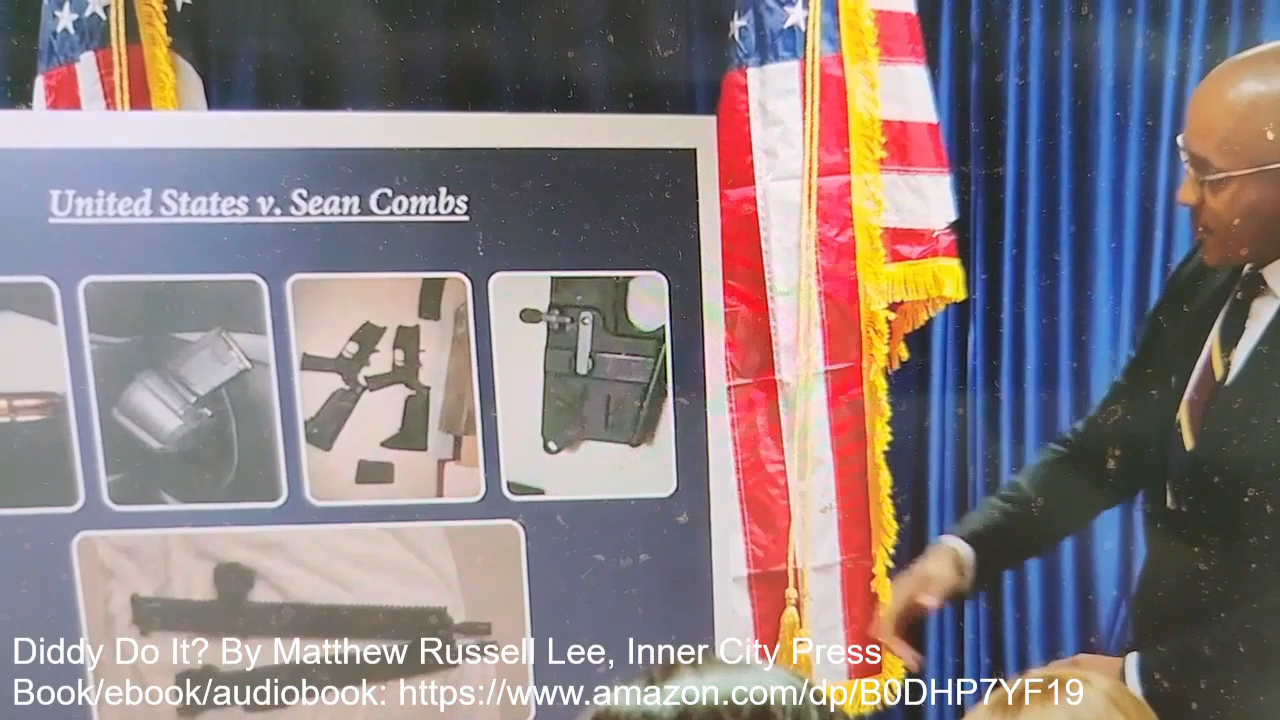 United States v. Sean Combs
Diddy Do It? By Matthew Russell Lee, Inner City Press
Book/ebook/audiobook: https://www.amazon.com/dp/B0DHP7YF19